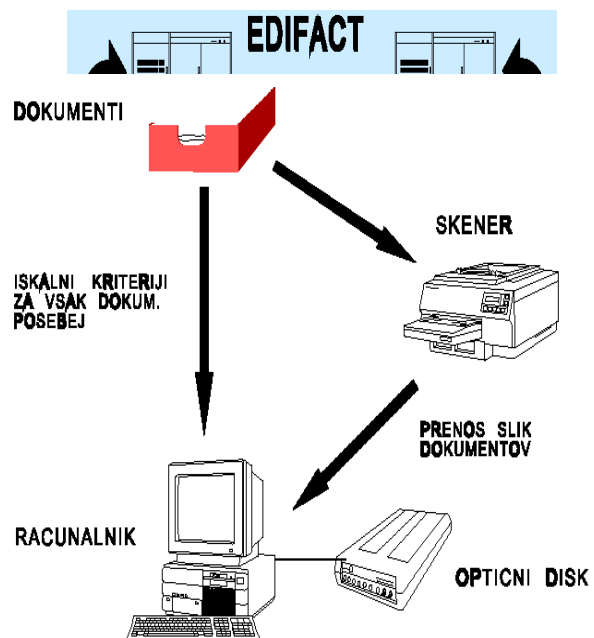 EDIFACT
DOKUMENTI
SKENER
ISKALNI KRITERIJI
ZA VSAK DOKUM.
POSEBEJ
PRENOS SLIK
DOKUMENTOV
RACUNALNIK
OPTICNI DISK